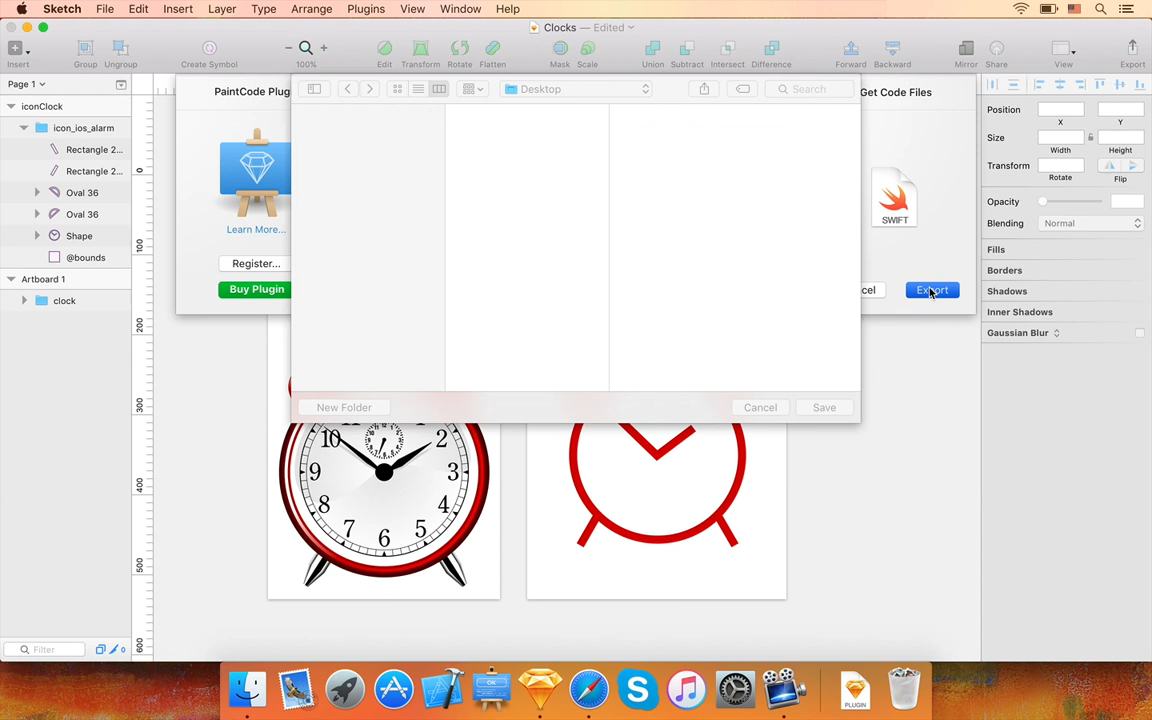 Sketch File Edit Insert Layer Type Arrange Plugins View Window Help
Clocks — Edited
Insert Group Ungroup Create Symbol 100% Edit Transform Rotate Flatten Mask Scale Union Subtract Intersect Difference Forward Backward Mirror Share View Export
Page 1
PaintCode Plug
Desktop
Search
Get Code Files
iconClock
icon_ios_alarm
Rectangle 2...
Rectangle 2...
Oval 36
Oval 36
Shape
@bounds
Artboard 1
clock
Filter
0
0
100
200
300
400
500
600
Learn More...
Register...
Buy Plugin
SWIFT
cel
Export
New Folder
Cancel
Save
Position
X
Y
Size
Width
Height
Transform
Rotate
Flip
Opacity
Blending
Normal
Fills
Borders
Shadows
Inner Shadows
Gaussian Blur
10
2
9
3
8
4
7
5
6
OK
PLUGIN